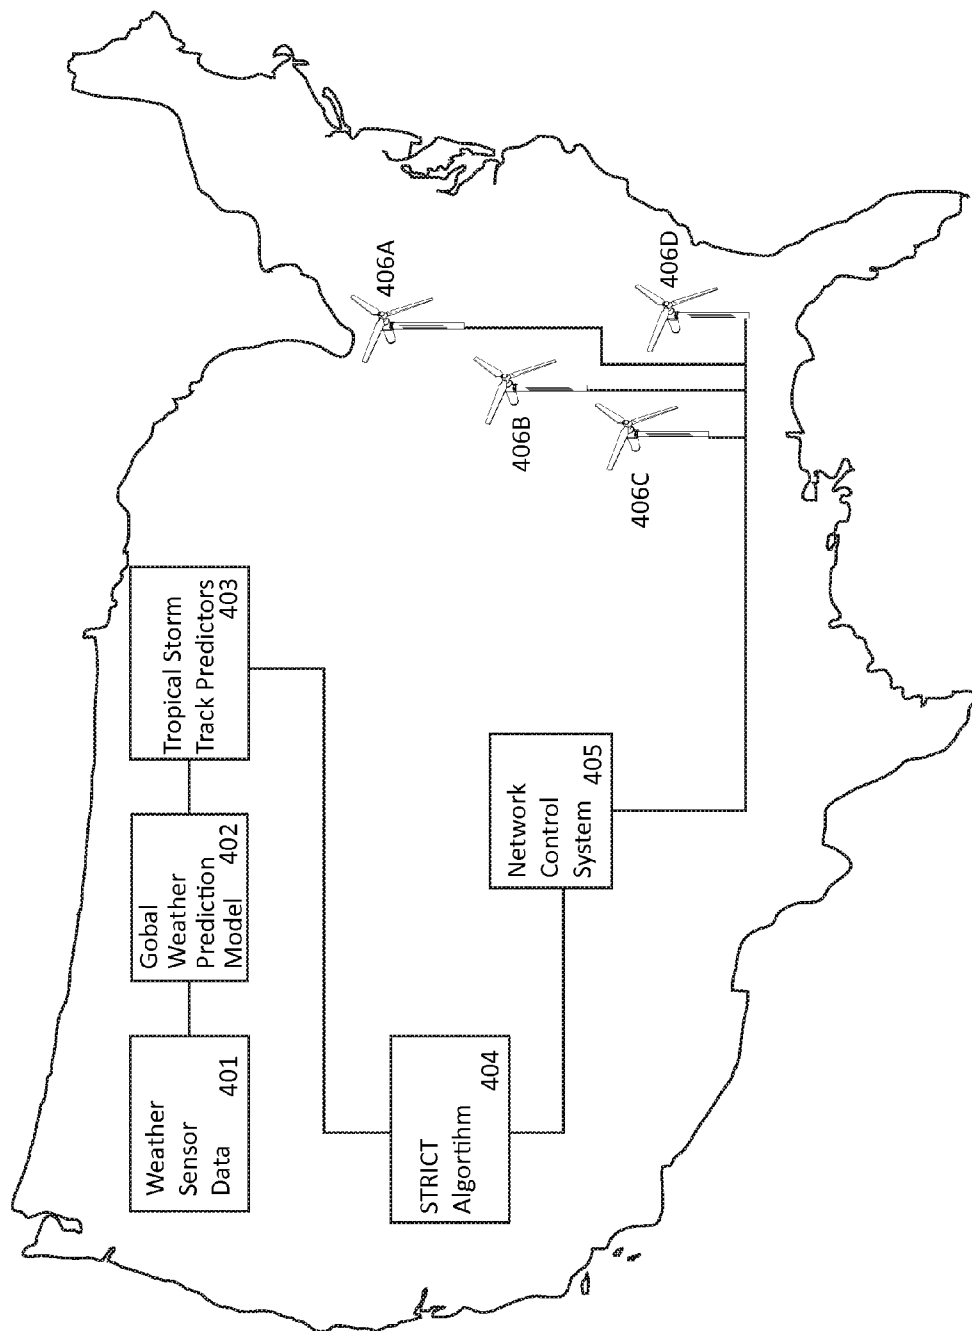 Weather
Sensor
Data
401
Gobal
Weather
Prediction
Model
402
Tropical Storm
Track Predictors
403
STRICT
Algortihm
404
Network
Control
System
405
406A
406B
406C
406D